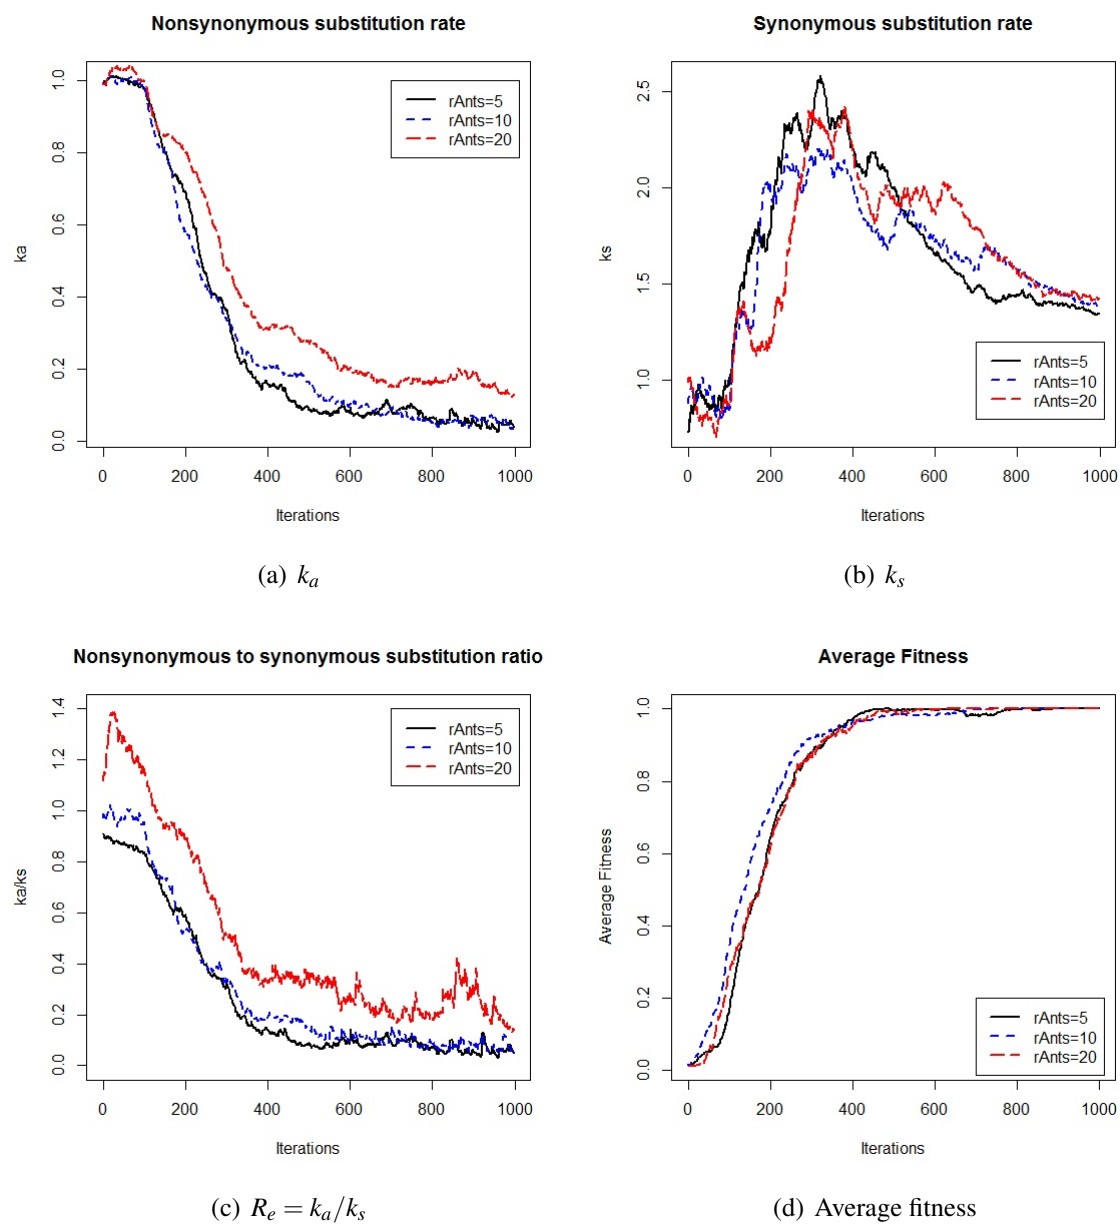 Nonsynonymous substitution rate
ka
0.0 0.2 0.4 0.6 0.8 1.0
rAnts=5
rAnts=10
rAnts=20
0 200 400 600 800 1000
Iterations
(a) kₐ
Synonymous substitution rate
ks
1.0 1.5 2.0 2.5
rAnts=5
rAnts=10
rAnts=20
0 200 400 600 800 1000
Iterations
(b) kₛ
Nonsynonymous to synonymous substitution ratio
ka/ks
0.0 0.2 0.4 0.6 0.8 1.0 1.2 1.4
rAnts=5
rAnts=10
rAnts=20
0 200 400 600 800 1000
Iterations
(c) Rₑ = kₐ/kₛ
Average Fitness
Average Fitness
0.0 0.2 0.4 0.6 0.8 1.0
rAnts=5
rAnts=10
rAnts=20
0 200 400 600 800 1000
Iterations
(d) Average fitness